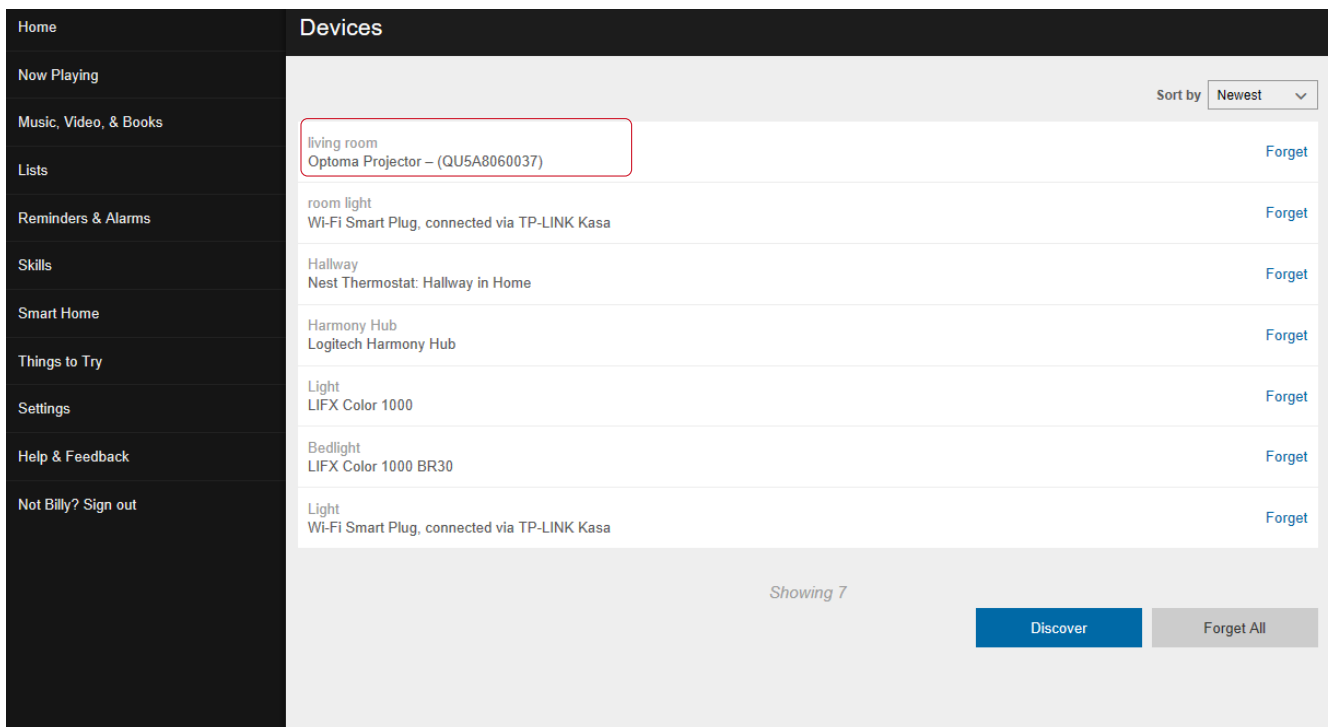 Home
Now Playing
Music, Video, & Books
Lists
Reminders & Alarms
Skills
Smart Home
Things to Try
Settings
Help & Feedback
Not Billy? Sign out
Devices
Sort by Newest
living room
Optoma Projector – (QU5A8060037)
Forget
room light
Wi-Fi Smart Plug, connected via TP-LINK Kasa
Forget
Hallway
Nest Thermostat: Hallway in Home
Forget
Harmony Hub
Logitech Harmony Hub
Forget
Light
LIFX Color 1000
Forget
Bedlight
LIFX Color 1000 BR30
Forget
Light
Wi-Fi Smart Plug, connected via TP-LINK Kasa
Forget
Showing 7
Discover
Forget All